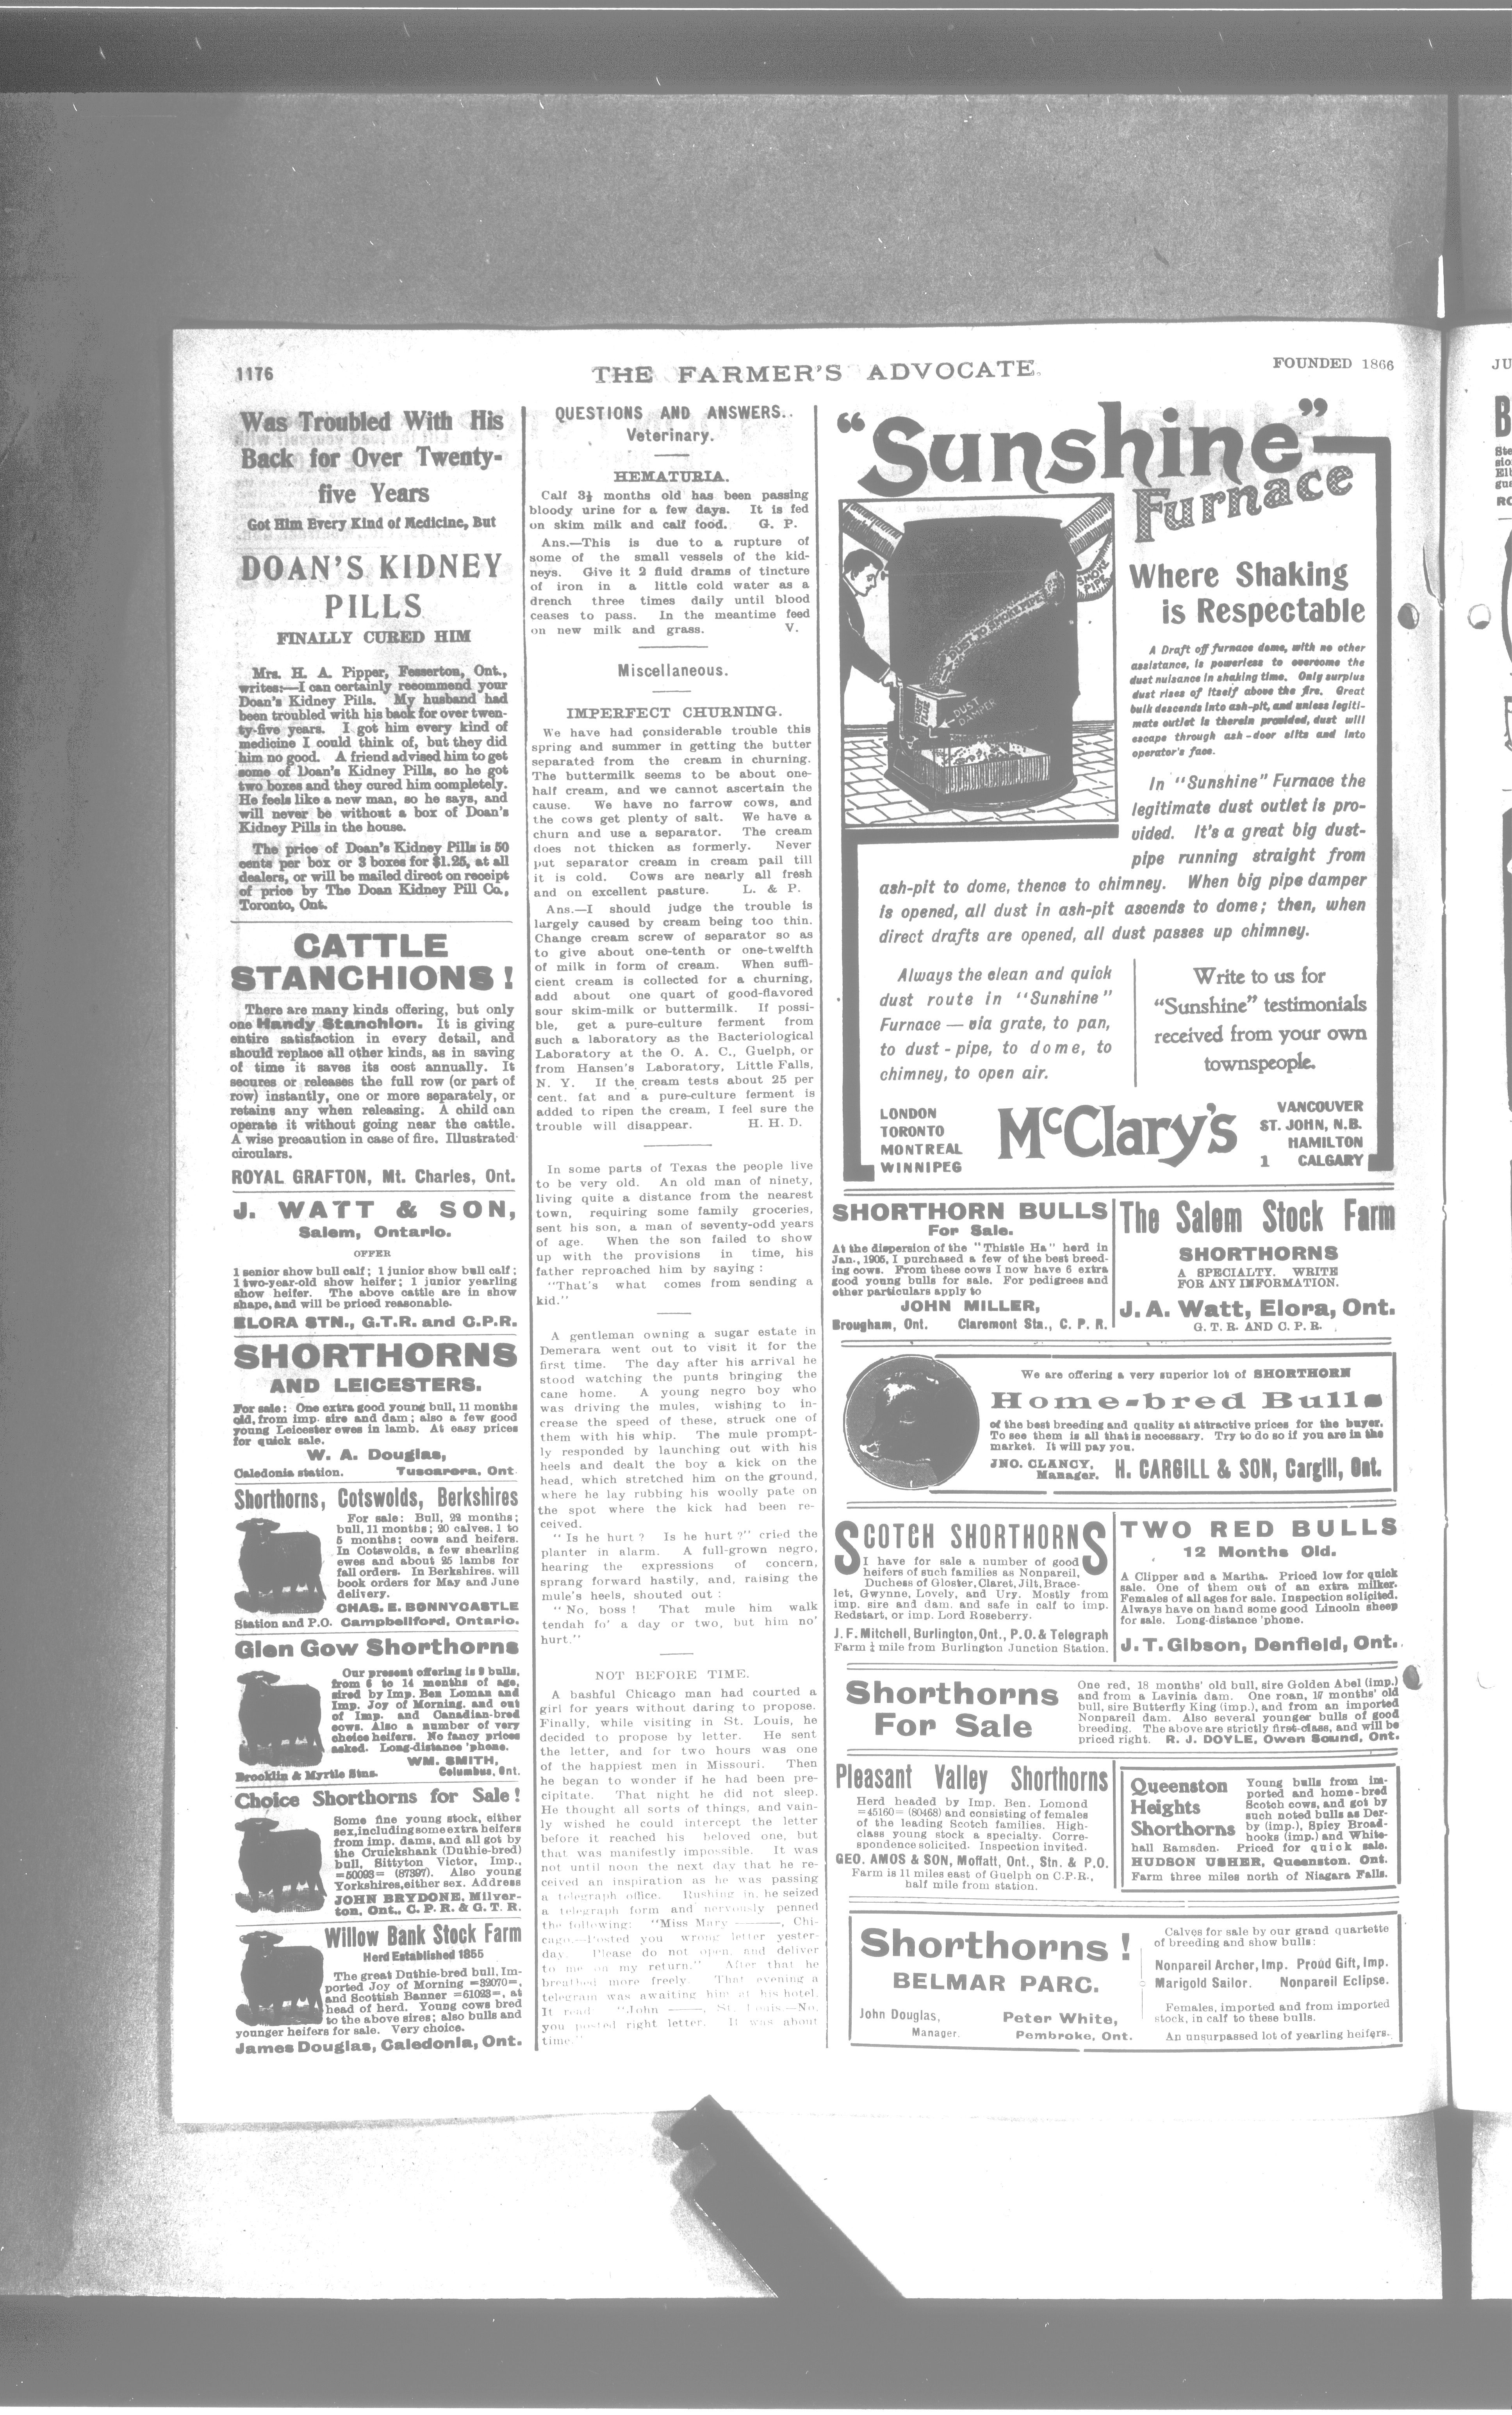 1176
THE FARMER'S ADVOCATE.
FOUNDED 1866
Was Troubled With His
Back for Over Twenty-
five Years
Got Him Every Kind of Medicine, But
DOAN'S KIDNEY
PILLS
FINALLY CURED HIM
Mrs. H. A. Pipper, Fesserton, Ont.,
writes:—I can certainly recommend your
Doan's Kidney Pills. My husband had
been troubled with his back for over twen-
ty-five years. I got him every kind of
medicine I could think of, but they did
him no good. A friend advised him to get
some of Doan's Kidney Pills, so he got
two boxes and they cured him completely.
He feels like a new man, so he says, and
will never be without a box of Doan's
Kidney Pills in the house.
The price of Doan's Kidney Pills is 50
cents per box or 3 boxes for $1.25, at all
dealers, or will be mailed direct on receipt
of price by The Doan Kidney Pill Co.,
Toronto, Ont.
CATTLE
STANCHIONS!
There are many kinds offering, but only
one Handy Stanchion. It is giving
entire satisfaction in every detail, and
should replace all other kinds, as in saving
of time it saves its cost annually. It
secures or releases the full row (or part of
row) instantly, one or more separately, or
retains any when releasing. A child can
operate it without going near the cattle.
A wise precaution in case of fire. Illustrated
circulars.
ROYAL GRAFTON, Mt. Charles, Ont.
J. WATT & SON,
Salem, Ontario.
OFFER
1 senior show bull calf; 1 junior show bull calf;
1 two-year-old show heifer; 1 junior yearling
show heifer. The above cattle are in show
shape, and will be priced reasonable.
ELORA STN., G.T.R. and C.P.R.
SHORTHORNS
AND LEICESTERS.
For sale: One extra good young bull, 11 months
old, from imp. sire and dam; also a few good
young Leicester ewes in lamb. At easy prices
for quick sale.
W. A. Douglas,
Caledonia station. Tuscarora, Ont
Shorthorns, Cotswolds, Berkshires
For sale: Bull, 22 months;
bull, 11 months; 20 calves, 1 to
5 months; cows and heifers.
In Cotswolds, a few shearling
ewes and about 25 lambs for
fall orders. In Berkshires, will
book orders for May and June
delivery.
CHAS. E. BONNYCASTLE
Station and P.O. Campbellford, Ontario.
Glen Gow Shorthorns
Our present offering is 9 bulls,
from 6 to 14 months of age,
sired by Imp. Ben Loman and
Imp. Joy of Morning, and out
of Imp. and Canadian-bred
cows. Also a number of very
choice heifers. No fancy prices
asked. Long-distance 'phone.
WM. SMITH,
Brooklin & Myrtle Stns. Columbus, Ont.
Choice Shorthorns for Sale!
Some fine young stock, either
sex, including some extra heifers
from imp. dams, and all got by
the Cruickshank (Duthie-bred)
bull, Sittyton Victor, Imp.,
=50093= (87397). Also young
Yorkshires, either sex. Address
JOHN BRYDONE, Milver-
ton, Ont., C. P. R. & G. T. R.
Willow Bank Stock Farm
Herd Established 1855
The great Duthie-bred bull, Im-
ported Joy of Morning =32070=,
and Scottish Banner =61023=, at
head of herd. Young cows bred
to the above sires; also bulls and
younger heifers for sale. Very choice.
James Douglas, Caledonia, Ont.
QUESTIONS AND ANSWERS.
Veterinary.
HEMATURIA.
Calf 3½ months old has been passing
bloody urine for a few days. It is fed
on skim milk and calf food. G. P.
Ans.—This is due to a rupture of
some of the small vessels of the kid-
neys. Give it 2 fluid drams of tincture
of iron in a little cold water as a
drench three times daily until blood
ceases to pass. In the meantime feed
on new milk and grass. V.
Miscellaneous.
IMPERFECT CHURNING.
We have had considerable trouble this
spring and summer in getting the butter
separated from the cream in churning.
The buttermilk seems to be about one-
half cream, and we cannot ascertain the
cause. We have no farrow cows, and
the cows get plenty of salt. We have a
churn and use a separator. The cream
does not thicken as formerly. Never
put separator cream in cream pail till
it is cold. Cows are nearly all fresh
and on excellent pasture. L. & P.
Ans.—I should judge the trouble is
largely caused by cream being too thin.
Change cream screw of separator so as
to give about one-tenth or one-twelfth
of milk in form of cream. When suffi-
cient cream is collected for a churning,
add about one quart of good-flavored
sour skim-milk or buttermilk. If possi-
ble, get a pure-culture ferment from
such a laboratory as the Bacteriological
Laboratory at the O. A. C., Guelph, or
from Hansen's Laboratory, Little Falls,
N. Y. If the cream tests about 25 per
cent. fat and a pure-culture ferment is
added to ripen the cream, I feel sure the
trouble will disappear. H. H. D.
In some parts of Texas the people live
to be very old. An old man of ninety,
living quite a distance from the nearest
town, requiring some family groceries,
sent his son, a man of seventy-odd years
of age. When the son failed to show
up with the provisions in time, his
father reproached him by saying:
"That's what comes from sending a
kid."
A gentleman owning a sugar estate in
Demerara went out to visit it for the
first time. The day after his arrival he
stood watching the punts bringing the
cane home. A young negro boy who
was driving the mules, wishing to in-
crease the speed of these, struck one of
them with his whip. The mule prompt-
ly responded by launching out with his
heels and dealt the boy a kick on the
head, which stretched him on the ground,
where he lay rubbing his woolly pate on
the spot where the kick had been re-
ceived.
"Is he hurt? Is he hurt?" cried the
planter in alarm. A full-grown negro,
hearing the expressions of concern,
sprang forward hastily, and, raising the
mule's heels, shouted out:
"No, boss! That mule him walk
tendah fo' a day or two, but him no'
hurt."
NOT BEFORE TIME.
A bashful Chicago man had courted a
girl for years without daring to propose.
Finally, while visiting in St. Louis, he
decided to propose by letter. He sent
the letter, and for two hours was one
of the happiest men in Missouri. Then
he began to wonder if he had been pre-
cipitate. That night he did not sleep.
He thought all sorts of things, and vain-
ly wished he could intercept the letter
before it reached his beloved one, but
that was manifestly impossible. It was
not until noon the next day that he re-
ceived an inspiration as he was passing
a telegraph office. Rushing in, he seized
a telegraph form and nervously penned
the following: "Miss Mary ———, Chi-
cago.—Posted you wrong letter yester-
day. Please do not open, and deliver
to me on my return." After that he
breathed more freely. That evening a
telegram was awaiting him at his hotel.
It read "John ———, St. Louis.—No,
you posted right letter. It was about
time."
"Sunshine"
Furnace
SMOKE PIPE
DUST DAMPER
Where Shaking
is Respectable
A Draft off furnace dome, with no other
assistance, is powerless to overcome the
dust nuisance in shaking time. Only surplus
dust rises of itself above the fire. Great
bulk descends into ash-pit, and unless legiti-
mate outlet is therein provided, dust will
escape through ash-door slits and into
operator's face.
In "Sunshine" Furnace the
legitimate dust outlet is pro-
vided. It's a great big dust-
pipe running straight from
ash-pit to dome, thence to chimney. When big pipe damper
is opened, all dust in ash-pit ascends to dome; then, when
direct drafts are opened, all dust passes up chimney.
Always the clean and quick
dust route in "Sunshine"
Furnace — via grate, to pan,
to dust-pipe, to dome, to
chimney, to open air.
Write to us for
"Sunshine" testimonials
received from your own
townspeople.
LONDON
TORONTO
MONTREAL
WINNIPEG
McClary's
VANCOUVER
ST. JOHN, N.B.
HAMILTON
1 CALGARY
SHORTHORN BULLS
For Sale.
At the dispersion of the "Thistle Ha" herd in
Jan., 1905, I purchased a few of the best breed-
ing cows. From these cows I now have 6 extra
good young bulls for sale. For pedigrees and
other particulars apply to
JOHN MILLER,
Brougham, Ont. Claremont Sta., C. P. R.
The Salem Stock Farm
SHORTHORNS
A SPECIALTY. WRITE
FOR ANY INFORMATION.
J. A. Watt, Elora, Ont.
G. T. R. AND C. P. R.
We are offering a very superior lot of SHORTHORN
Home-bred Bulls
of the best breeding and quality at attractive prices for the buyer.
To see them is all that is necessary. Try to do so if you are in the
market. It will pay you.
JNO. CLANCY,
Manager.
H. CARGILL & SON, Cargill, Ont.
SCOTCH SHORTHORNS
I have for sale a number of good
heifers of such families as Nonpareil,
Duchess of Gloster, Claret, Jilt, Brace-
let, Gwynne, Lovely, and Ury. Mostly from
imp. sire and dam, and safe in calf to imp.
Redstart, or imp. Lord Roseberry.
J. F. Mitchell, Burlington, Ont., P.O. & Telegraph
Farm ¼ mile from Burlington Junction Station.
TWO RED BULLS
12 Months Old.
A Clipper and a Martha. Priced low for quick
sale. One of them out of an extra milker.
Females of all ages for sale. Inspection solicited.
Always have on hand some good Lincoln sheep
for sale. Long-distance 'phone.
J. T. Gibson, Denfield, Ont.
Shorthorns
For Sale
One red, 18 months' old bull, sire Golden Abel (imp.)
and from a Lavinia dam. One roan, 17 months' old
bull, sire Butterfly King (imp.), and from an imported
Nonpareil dam. Also several younger bulls of good
breeding. The above are strictly first-class, and will be
priced right. R. J. DOYLE, Owen Sound, Ont.
Pleasant Valley Shorthorns
Herd headed by Imp. Ben. Lomond
=45160= (80468) and consisting of females
of the leading Scotch families. High-
class young stock a specialty. Corre-
spondence solicited. Inspection invited.
GEO. AMOS & SON, Moffatt, Ont., Stn. & P.O.
Farm is 11 miles east of Guelph on C.P.R.,
half mile from station.
Queenston
Heights
Shorthorns
Young bulls from im-
ported and home-bred
Scotch cows, and got by
such noted bulls as Der-
by (imp.), Spicy Broad-
hooks (imp.) and White-
hall Ramsden. Priced for quick sale.
HUDSON USHER, Queenston, Ont.
Farm three miles north of Niagara Falls.
Shorthorns!
BELMAR PARC.
John Douglas,
Manager.
Peter White,
Pembroke, Ont.
Calves for sale by our grand quartette
of breeding and show bulls:
Nonpareil Archer, Imp. Proud Gift, Imp.
Marigold Sailor. Nonpareil Eclipse.
Females, imported and from imported
stock, in calf to these bulls.
An unsurpassed lot of yearling heifers.
JU
B